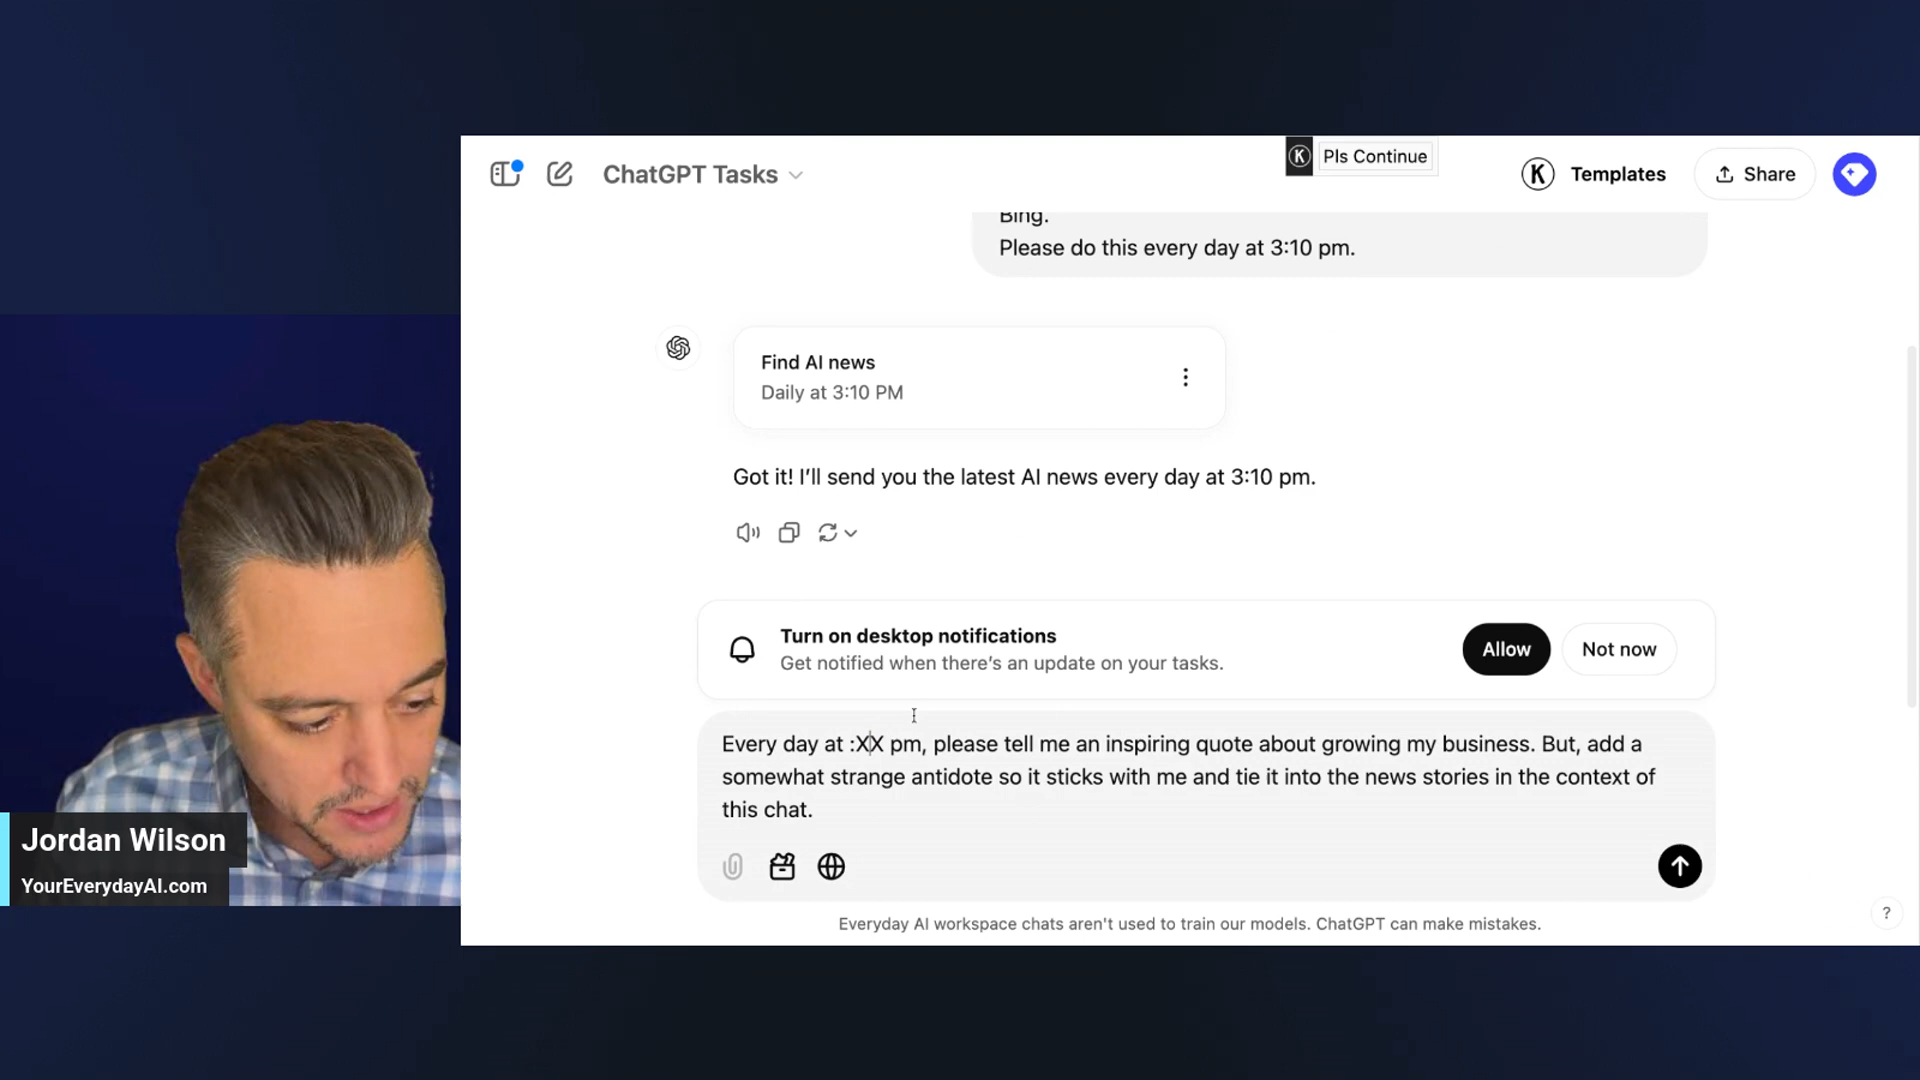 ChatGPT Tasks
K
Pls Continue
K
Templates
Share
Bing.
Please do this every day at 3:10 pm.
Find AI news
Daily at 3:10 PM
Got it! I'll send you the latest AI news every day at 3:10 pm.
Turn on desktop notifications
Get notified when there's an update on your tasks.
Allow
Not now
Every day at :XX pm, please tell me an inspiring quote about growing my business. But, add a
somewhat strange antidote so it sticks with me and tie it into the news stories in the context of
this chat.
Everyday AI workspace chats aren't used to train our models. ChatGPT can make mistakes.
?
Jordan Wilson
YourEverydayAI.com